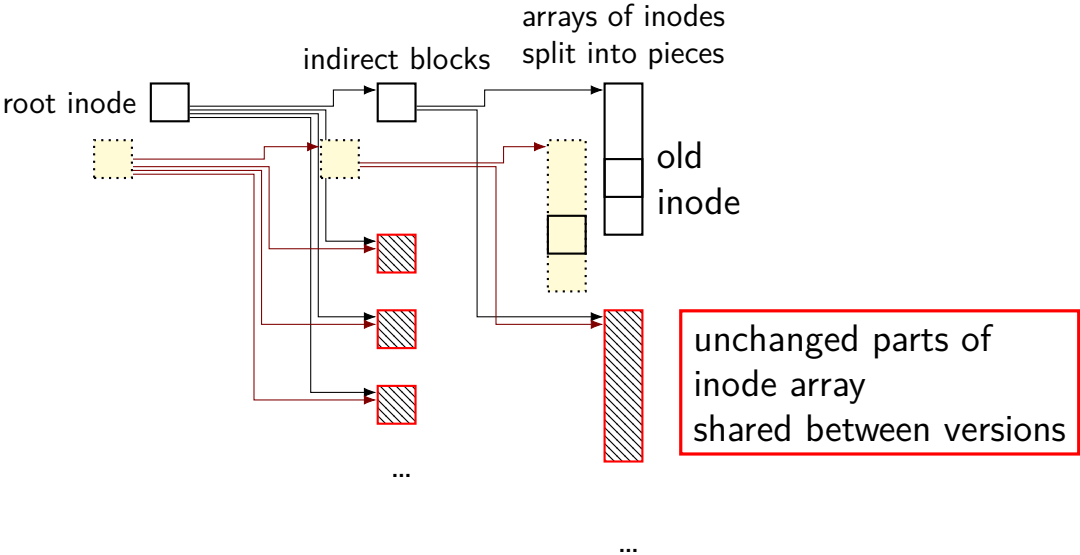 arrays of inodes
split into pieces
indirect blocks
root inode
old
inode
unchanged parts of
inode array
shared between versions
...
...